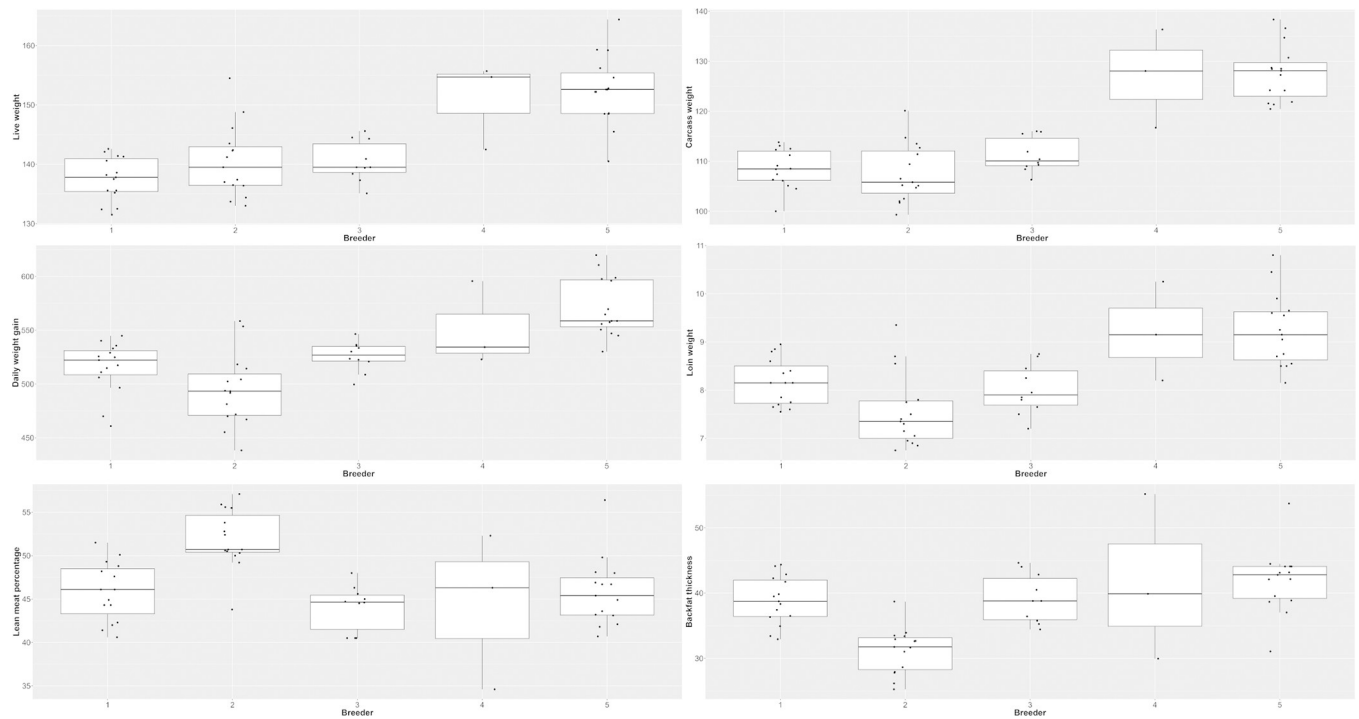 Live weight
160
150
140
130
1 2 3 4 5
Breeder
Carcass weight
140
130
120
110
100
1 2 3 4 5
Breeder
Daily weight gain
600
550
500
450
1 2 3 4 5
Breeder
Loin weight
11
10
9
8
7
1 2 3 4 5
Breeder
Lean meat percentage
55
50
45
40
35
1 2 3 4 5
Breeder
Backfat thickness
50
40
30
1 2 3 4 5
Breeder